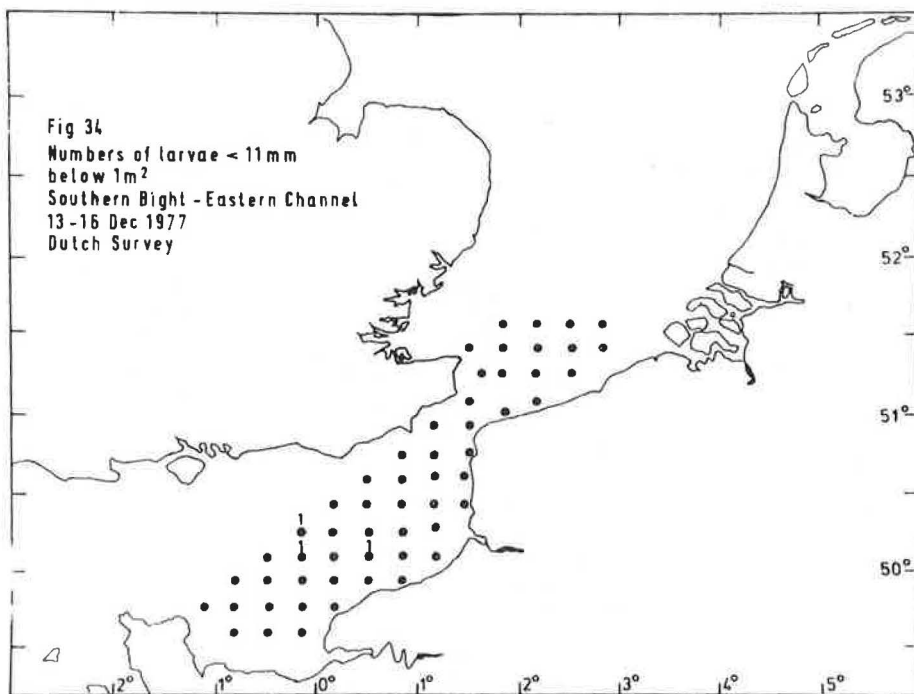 Fig 34
Numbers of larvae < 11mm
below 1m²
Southern Bight - Eastern Channel
13-16 Dec 1977
Dutch Survey
53°
52°
51°
1
1 1
50°
2° 1° 0° 1° 2° 3° 4° 5°